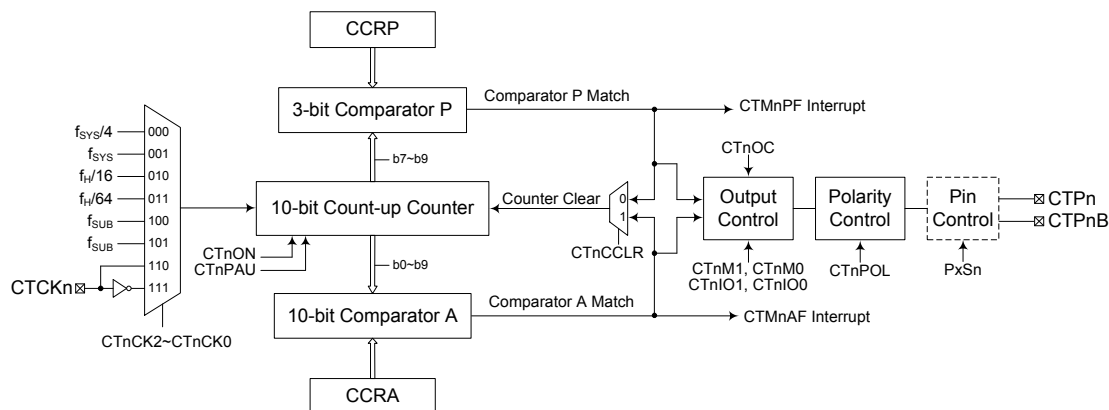 CCRP
3-bit Comparator P
Comparator P Match
CTMnPF Interrupt
fSYS/4
000
fSYS
001
fH/16
010
fH/64
011
fSUB
100
fSUB
101
110
111
CTCKn
CTnCK2~CTnCK0
b7~b9
10-bit Count-up Counter
CTnON
CTnPAU
b0~b9
Counter Clear
0
1
CTnCCLR
CTnOC
Output
Control
CTnM1, CTnM0
CTnIO1, CTnIO0
Polarity
Control
CTnPOL
Pin
Control
PxSn
CTPn
CTPnB
10-bit Comparator A
Comparator A Match
CTMnAF Interrupt
CCRA